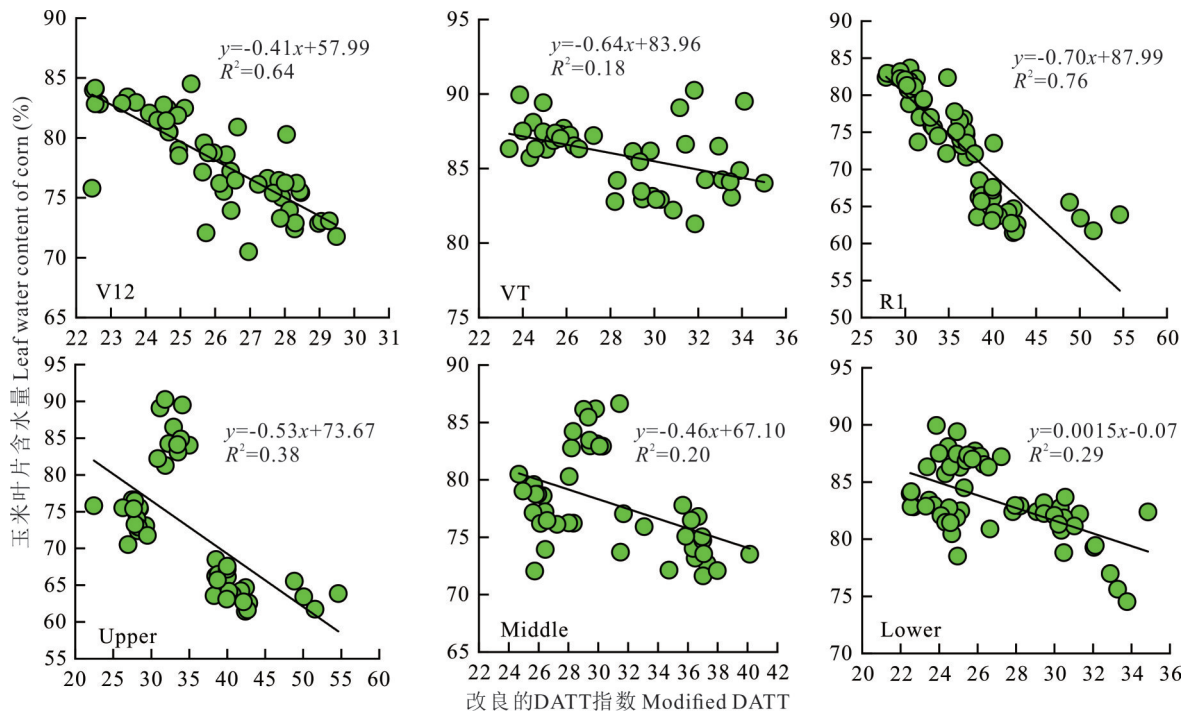 玉米叶片含水量 Leaf water content of corn (%)
90
85
80
75
70
65
y=-0.41x+57.99
R²=0.64
V12
22 23 24 25 26 27 28 29 30 31
95
90
85
80
75
y=-0.64x+83.96
R²=0.18
VT
22 24 26 28 30 32 34 36
90
85
80
75
70
65
60
55
50
y=-0.70x+87.99
R²=0.76
R1
25 30 35 40 45 50 55 60
95
90
85
80
75
70
65
60
55
y=-0.53x+73.67
R²=0.38
Upper
20 25 30 35 40 45 50 55 60
90
85
80
75
70
65
y=-0.46x+67.10
R²=0.20
Middle
22 24 26 28 30 32 34 36 38 40 42
95
90
85
80
75
70
y=0.0015x-0.07
R²=0.29
Lower
20 22 24 26 28 30 32 34 36
改良的DATT指数 Modified DATT